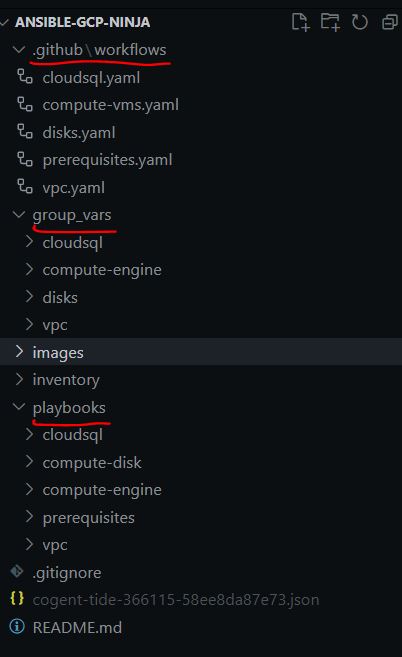 ANSIBLE-GCP-NINJA
.github\workflows
cloudsql.yaml
compute-vms.yaml
disks.yaml
prerequisites.yaml
vpc.yaml
group_vars
cloudsql
compute-engine
disks
vpc
images
inventory
playbooks
cloudsql
compute-disk
compute-engine
prerequisites
vpc
.gitignore
cogent-tide-366115-58ee8da87e73.json
README.md